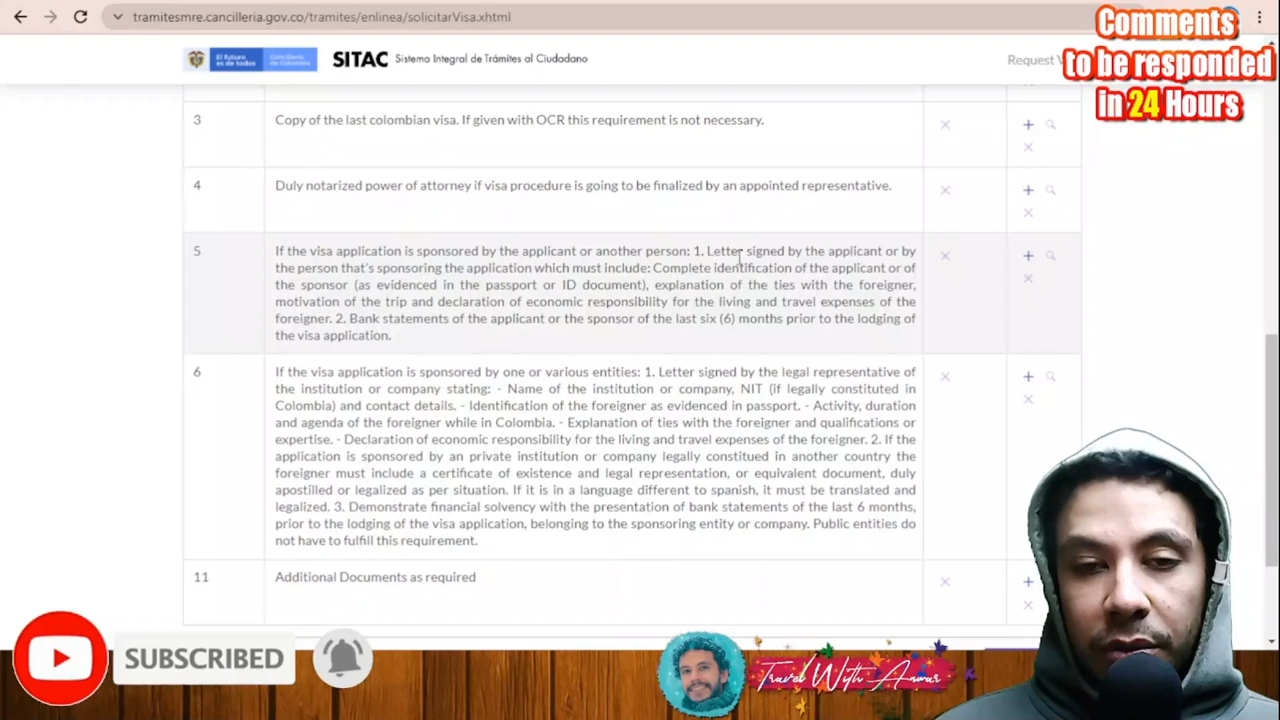 tramitesmre.cancilleria.gov.co/tramites/enlinea/solicitarVisa.xhtml
Comments
to be responded
in 24 Hours
El futuro
es de todos
Cancillería
de Colombia
SITAC Sistema Integral de Trámites al Ciudadano
Request
3 Copy of the last colombian visa. If given with OCR this requirement is not necessary.
4 Duly notarized power of attorney if visa procedure is going to be finalized by an appointed representative.
5 If the visa application is sponsored by the applicant or another person: 1. Letter signed by the applicant or by
the person that's sponsoring the application which must include: Complete identification of the applicant or of
the sponsor (as evidenced in the passport or ID document), explanation of the ties with the foreigner,
motivation of the trip and declaration of economic responsibility for the living and travel expenses of the
foreigner. 2. Bank statements of the applicant or the sponsor of the last six (6) months prior to the lodging of
the visa application.
6 If the visa application is sponsored by one or various entities: 1. Letter signed by the legal representative of
the institution or company stating: - Name of the institution or company, NIT (if legally constituted in
Colombia) and contact details. - Identification of the foreigner as evidenced in passport. - Activity, duration
and agenda of the foreigner while in Colombia. - Explanation of ties with the foreigner and qualifications or
expertise. - Declaration of economic responsibility for the living and travel expenses of the foreigner. 2. If the
application is sponsored by an private institution or company legally constitued in another country the
foreigner must include a certificate of existence and legal representation, or equivalent document, duly
apostilled or legalized as per situation. If it is in a language different to spanish, it must be translated and
legalized. 3. Demonstrate financial solvency with the presentation of bank statements of the last 6 months,
prior to the lodging of the visa application, belonging to the sponsoring entity or company. Public entities do
not have to fulfill this requirement.
11 Additional Documents as required
SUBSCRIBED
Travel With Anwar